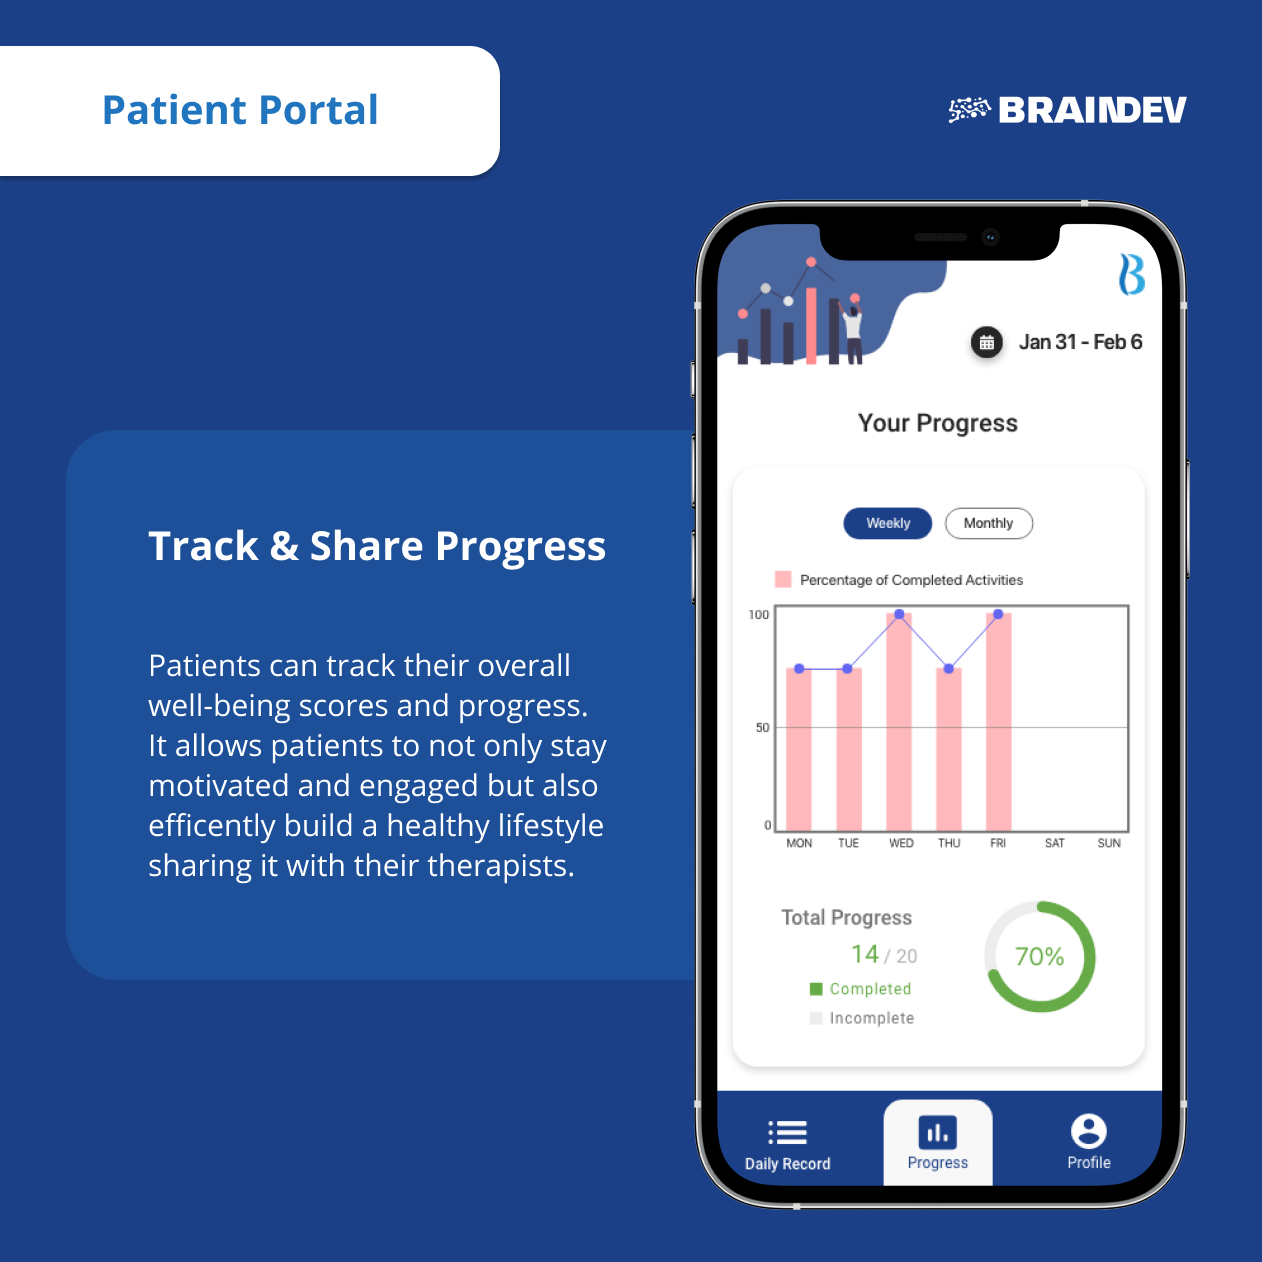 Patient Portal
BRAINDEV
Track & Share Progress
Patients can track their overall
well-being scores and progress.
It allows patients to not only stay
motivated and engaged but also
efficently build a healthy lifestyle
sharing it with their therapists.
B
Jan 31 - Feb 6
Your Progress
Weekly Monthly
Percentage of Completed Activities
100
50
0
MON TUE WED THU FRI SAT SUN
Total Progress
14 / 20
Completed
Incomplete
70%
Daily Record Progress Profile